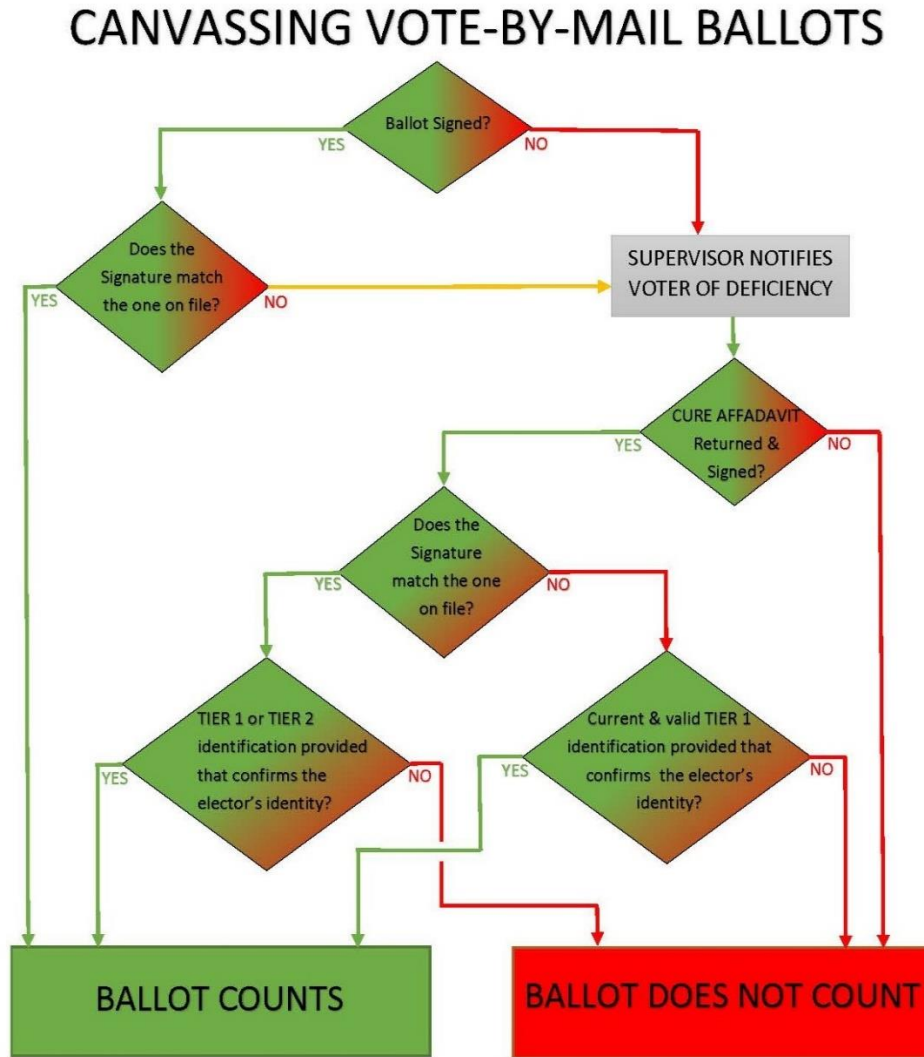 CANVASSING VOTE-BY-MAIL BALLOTS
Ballot Signed?
YES
NO
Does the
Signature match
the one on file?
YES
NO
SUPERVISOR NOTIFIES
VOTER OF DEFICIENCY
CURE AFFADAVIT
Returned &
Signed?
YES
NO
Does the
Signature
match the one
on file?
YES
NO
TIER 1 or TIER 2
identification provided
that confirms the
elector's identity?
YES
NO
Current & valid TIER 1
identification provided that
confirms the elector's
identity?
YES
NO
BALLOT COUNTS
BALLOT DOES NOT COUNT